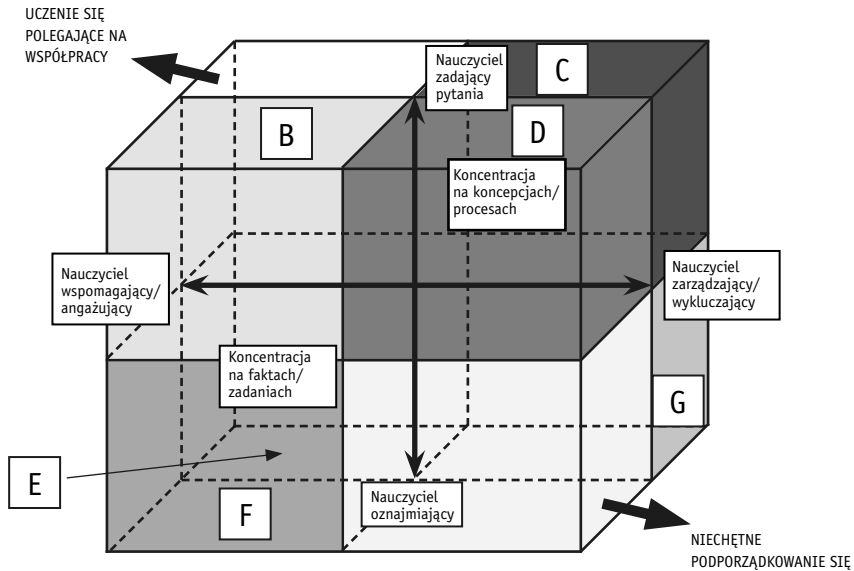 UCZENIE SIĘ
POLEGAJĄCE NA
WSPÓŁPRACY
Nauczyciel
zadający
pytania
C
B
D
Koncentracja
na koncepcjach/
procesach
Nauczyciel
wspomagający/
angażujący
Nauczyciel
zarządzający/
wykluczający
Koncentracja
na faktach/
zadaniach
G
E
F
Nauczyciel
oznajmiający
NIECHĘTNE
PODPORZĄDKOWANIE SIĘ